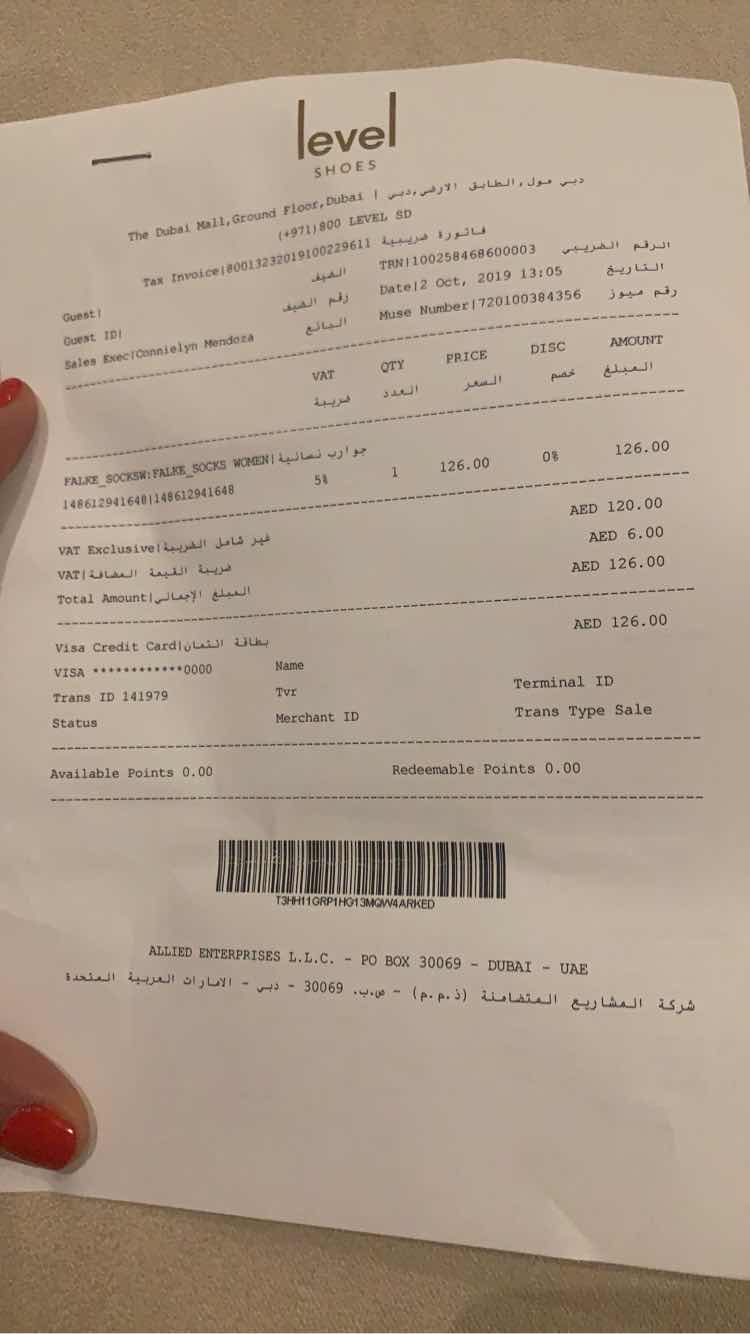 level
SHOES
The Dubai Mall,Ground Floor,Dubai | دبي مول,الطابق الارضي,دبي
(+971)800 LEVEL SD
Tax Invoice|80013232019100229611 فاتورة ضريبية
Guest| الضيف TRN|100258468600003 الرقم الضريبي
Guest ID| رقم الضيف Date|2 Oct, 2019 13:05 التاريخ
Sales Exec|Connielyn Mendoza البائع Muse Number|720100384356 رقم ميوز
VAT QTY PRICE DISC AMOUNT
ضريبة العدد السعر خصم المبلغ
FALKE_SOCKSW:FALKE_SOCKS WOMEN|جوارب نسائية
148612941648|148612941648 5% 1 126.00 0% 126.00
VAT Exclusive|غير شامل الضريبة AED 120.00
VAT|ضريبة القيمة المضافة AED 6.00
Total Amount|المبلغ الإجمالي AED 126.00
Visa Credit Card|بطاقة ائتمان AED 126.00
VISA ************0000 Name
Trans ID 141979 Tvr Terminal ID
Status Merchant ID Trans Type Sale
Available Points 0.00 Redeemable Points 0.00
T3HH11GRP1HG13MQW4ARKED
ALLIED ENTERPRISES L.L.C. - PO BOX 30069 - DUBAI - UAE
شركة المشاريع المتضامنة (ذ.م.م) - ص.ب. 30069 - دبي - الامارات العربية المتحدة